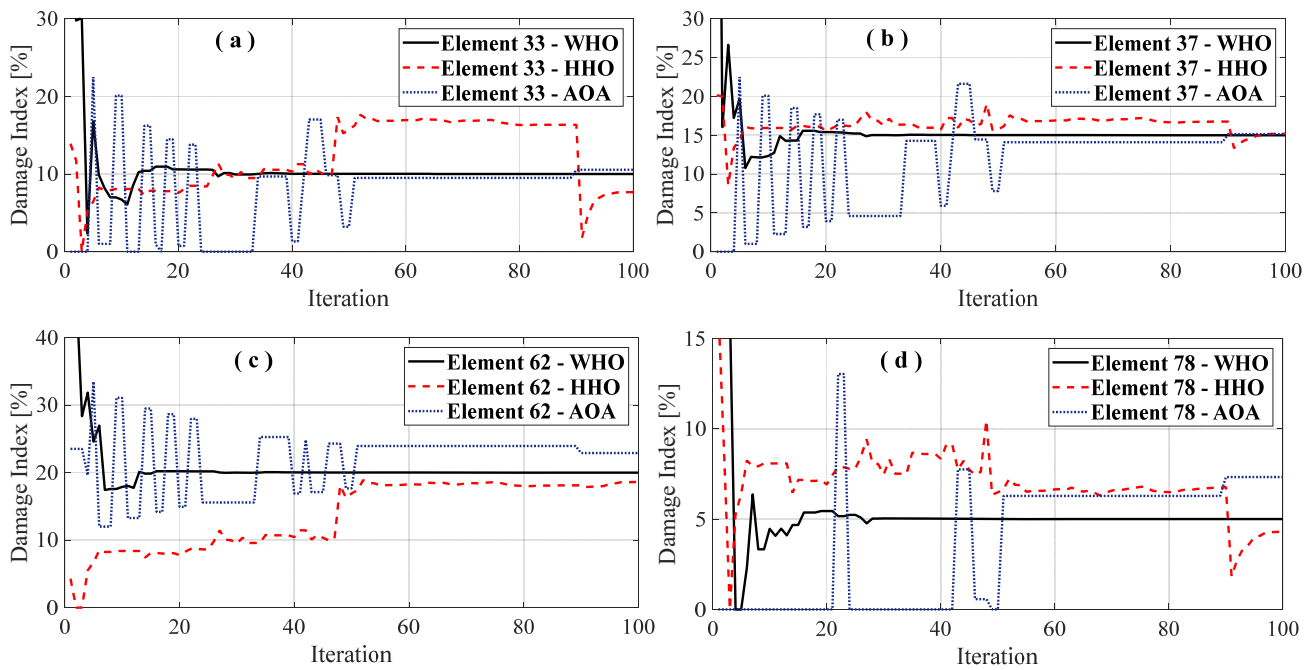 ( a )
Element 33 - WHO
Element 33 - HHO
Element 33 - AOA
Damage Index [%]
30
20
10
0
0 20 40 60 80 100
Iteration
( b )
Element 37 - WHO
Element 37 - HHO
Element 37 - AOA
Damage Index [%]
30
25
20
15
10
5
0
0 20 40 60 80 100
Iteration
( c )
Element 62 - WHO
Element 62 - HHO
Element 62 - AOA
Damage Index [%]
40
30
20
10
0
0 20 40 60 80 100
Iteration
( d )
Element 78 - WHO
Element 78 - HHO
Element 78 - AOA
Damage Index [%]
15
10
5
0
0 20 40 60 80 100
Iteration